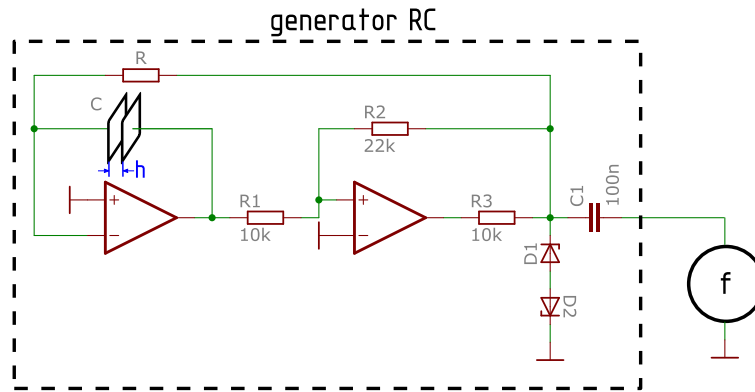 generator RC
R
C
h
R2
22k
R1
10k
R3
10k
C1
100n
D1
D2
f
+
−
+
−